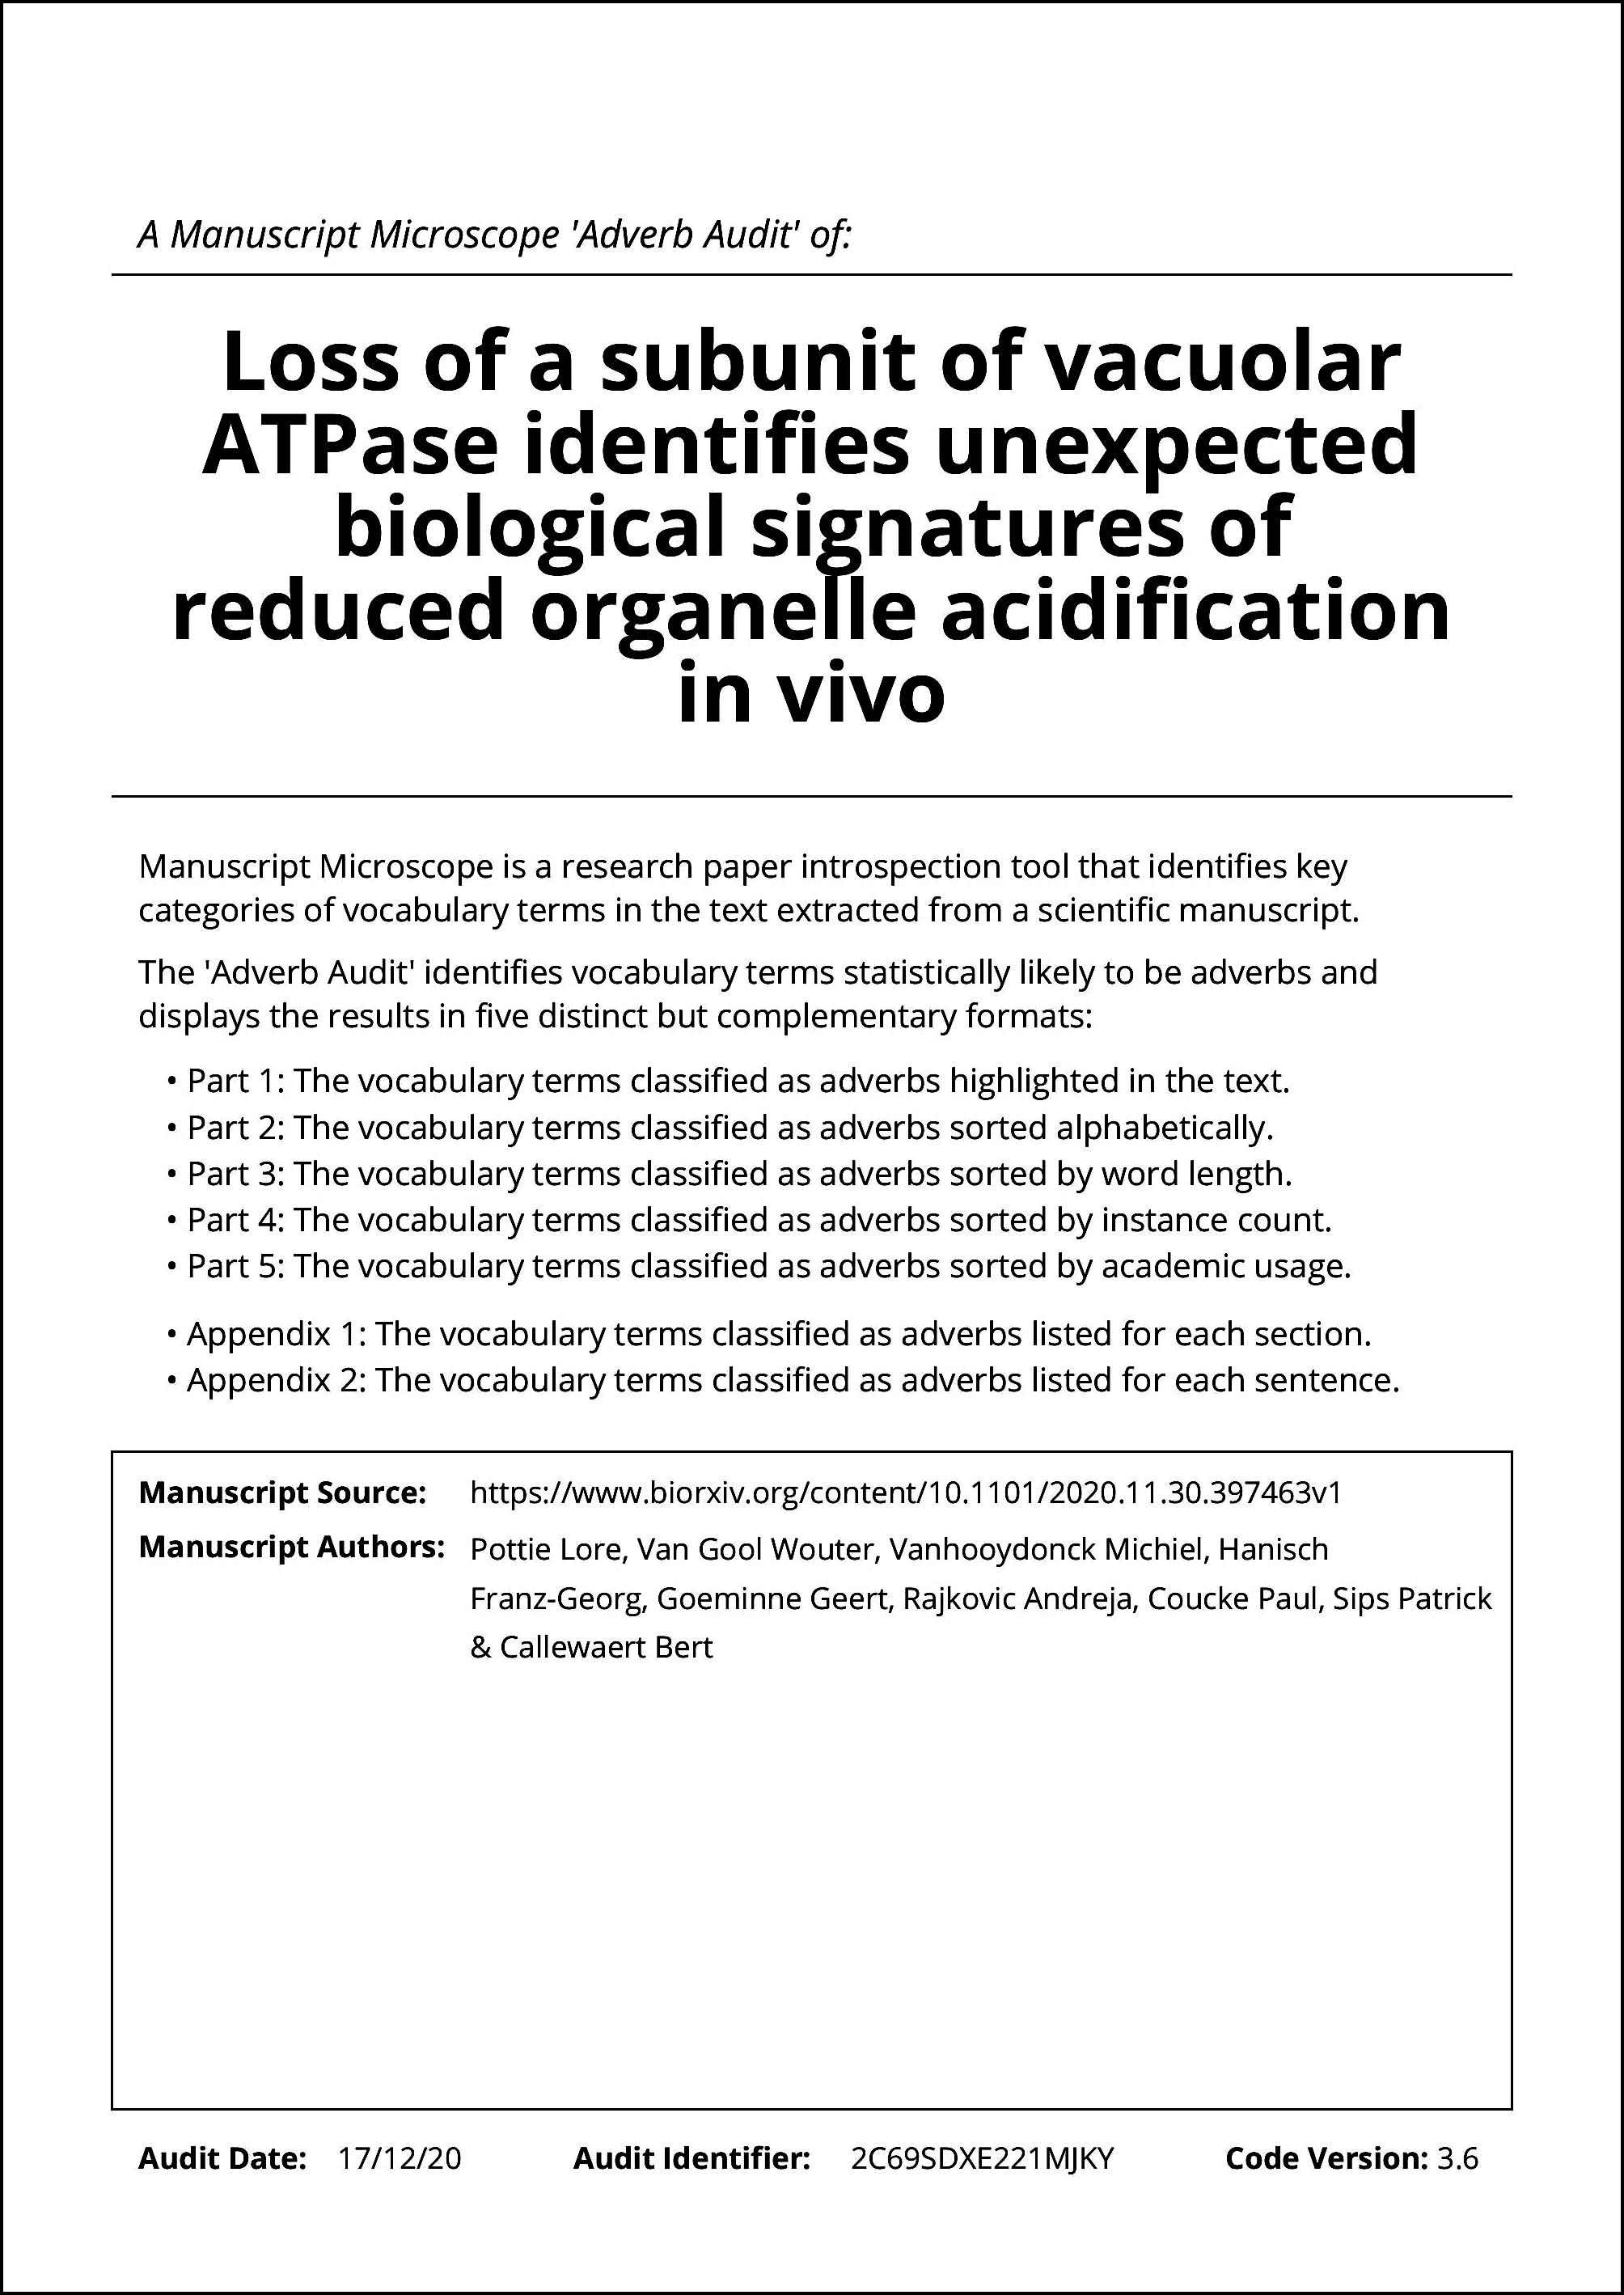 A Manuscript Microscope 'Adverb Audit' of:
Loss of a subunit of vacuolar
ATPase identifies unexpected
biological signatures of
reduced organelle acidification
in vivo
Manuscript Microscope is a research paper introspection tool that identifies key
categories of vocabulary terms in the text extracted from a scientific manuscript.
The 'Adverb Audit' identifies vocabulary terms statistically likely to be adverbs and
displays the results in five distinct but complementary formats:
• Part 1: The vocabulary terms classified as adverbs highlighted in the text.
• Part 2: The vocabulary terms classified as adverbs sorted alphabetically.
• Part 3: The vocabulary terms classified as adverbs sorted by word length.
• Part 4: The vocabulary terms classified as adverbs sorted by instance count.
• Part 5: The vocabulary terms classified as adverbs sorted by academic usage.
• Appendix 1: The vocabulary terms classified as adverbs listed for each section.
• Appendix 2: The vocabulary terms classified as adverbs listed for each sentence.
Manuscript Source: https://www.biorxiv.org/content/10.1101/2020.11.30.397463v1
Manuscript Authors: Pottie Lore, Van Gool Wouter, Vanhooydonck Michiel, Hanisch
Franz-Georg, Goeminne Geert, Rajkovic Andreja, Coucke Paul, Sips Patrick
& Callewaert Bert
Audit Date: 17/12/20 Audit Identifier: 2C69SDXE221MJKY Code Version: 3.6